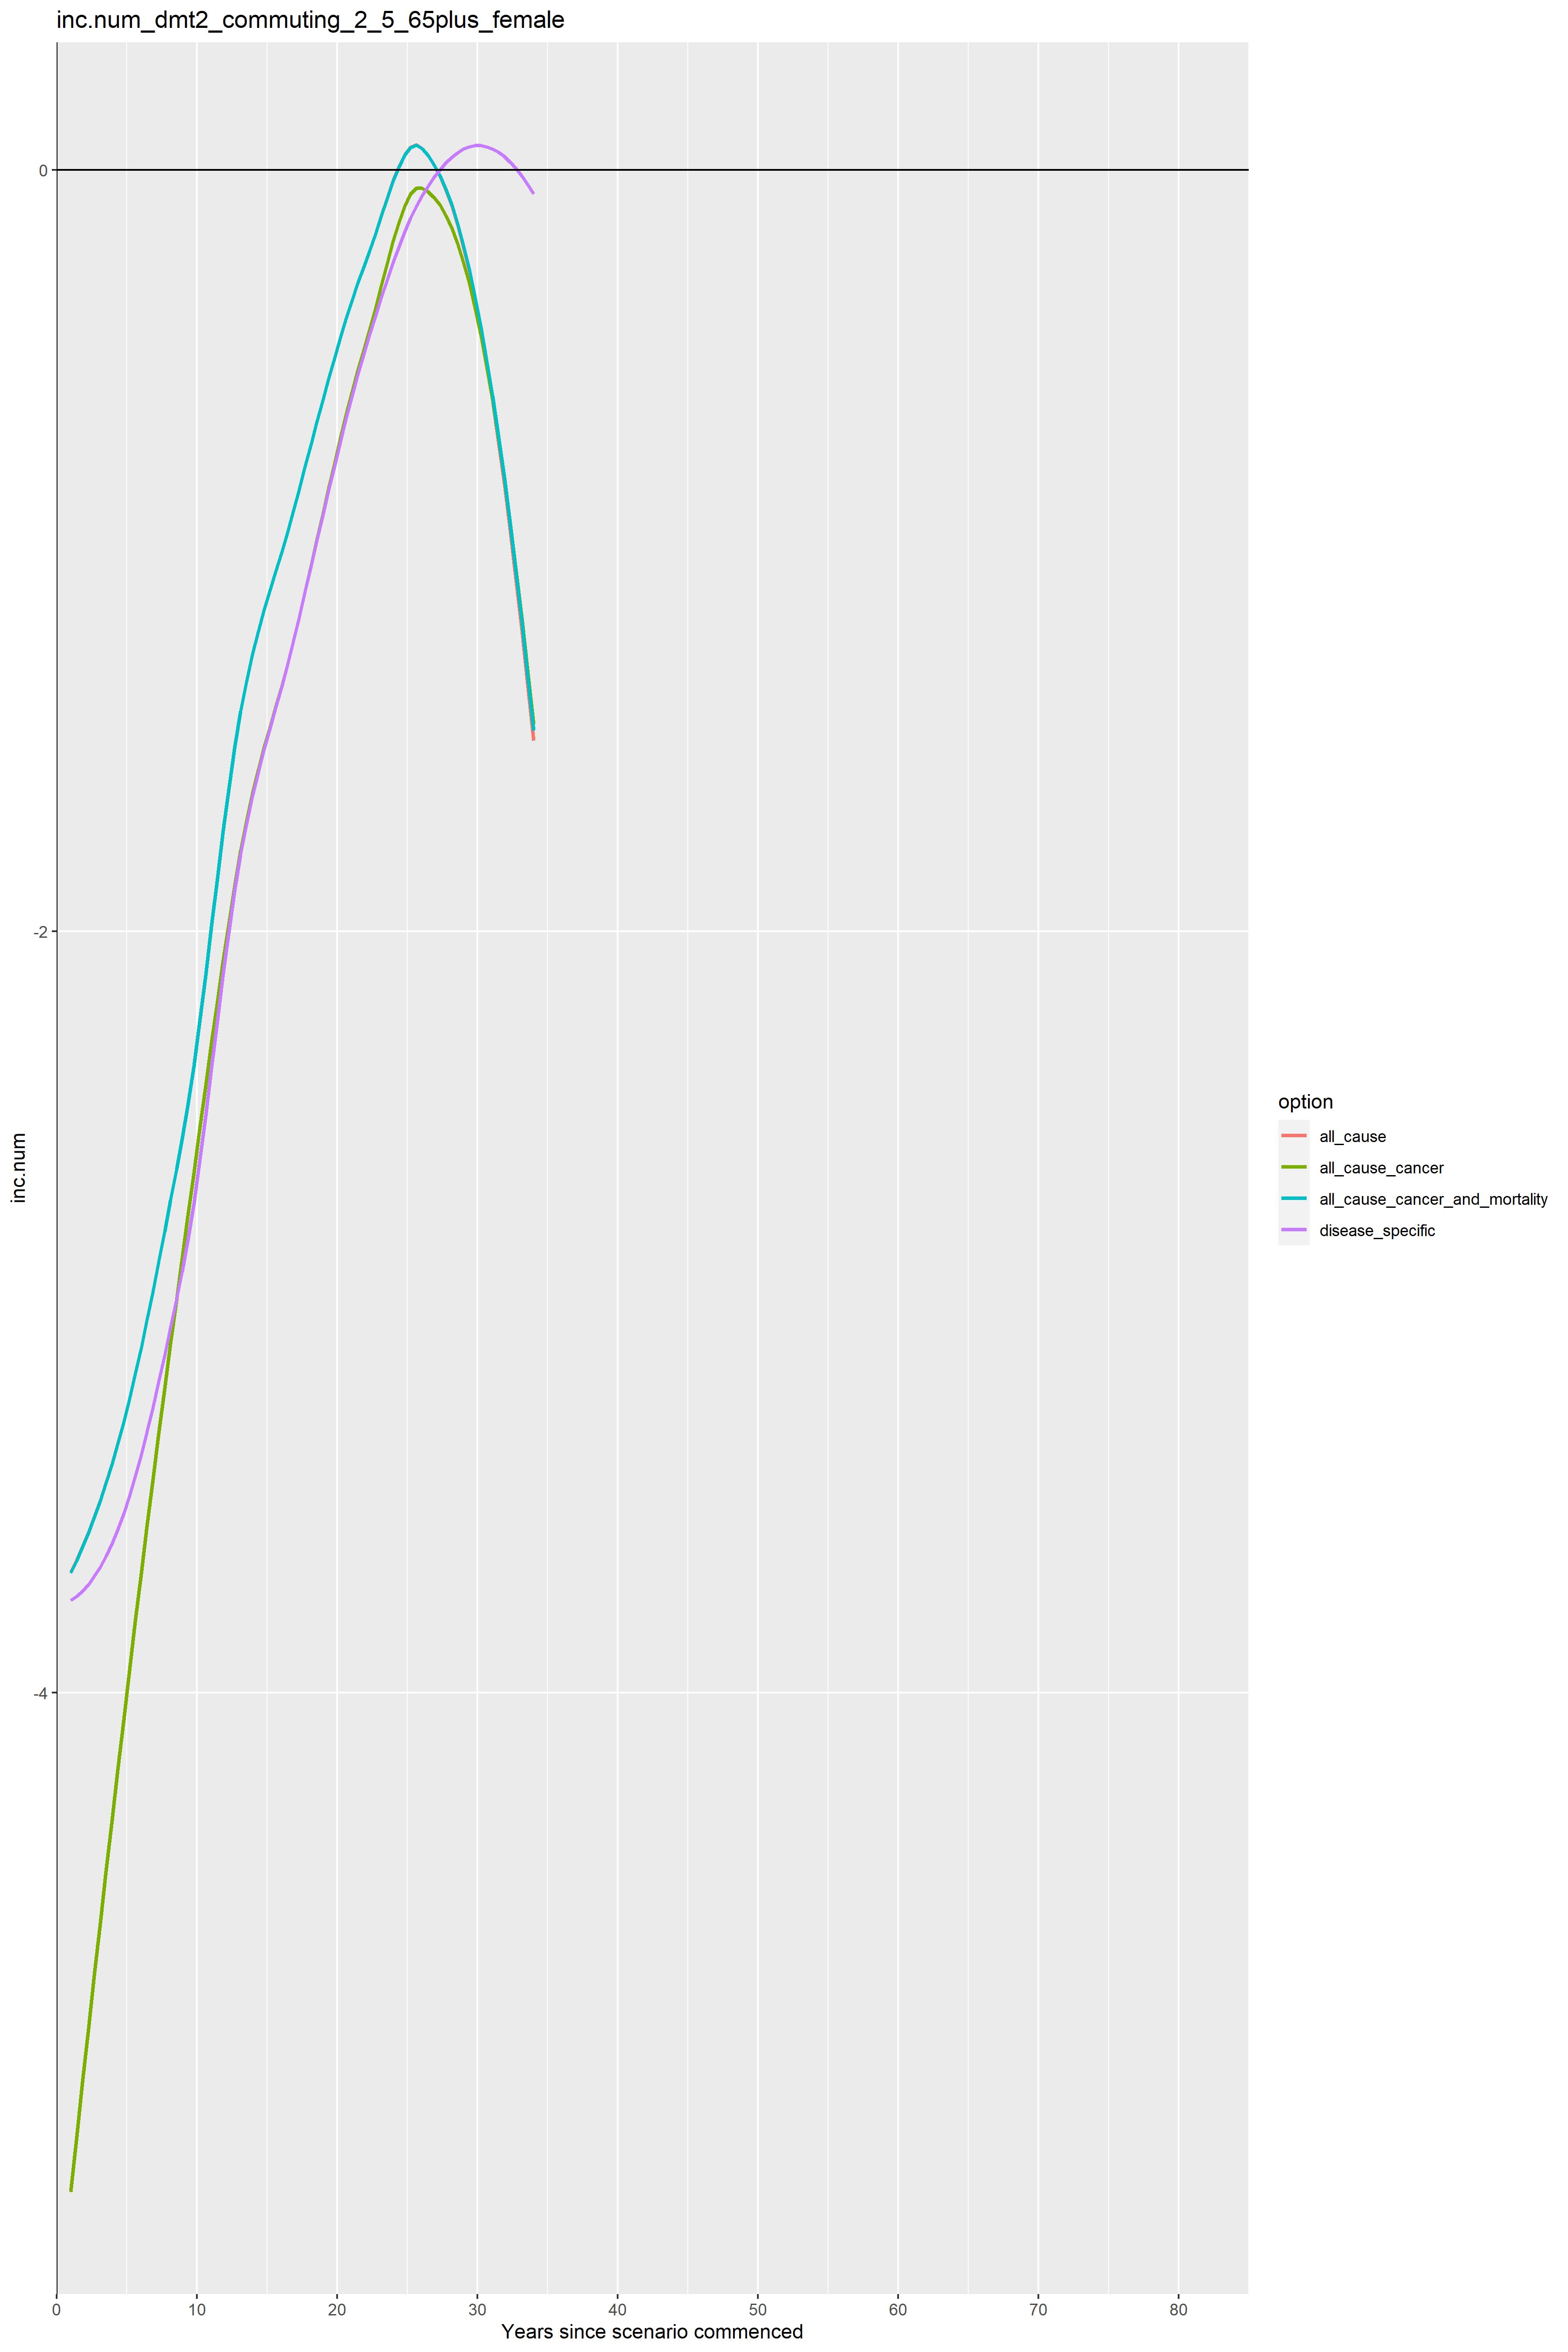 inc.num_dmt2_commuting_2_5_65plus_female
0
-2
-4
inc.num
0 10 20 30 40 50 60 70 80
Years since scenario commenced
option
all_cause
all_cause_cancer
all_cause_cancer_and_mortality
disease_specific